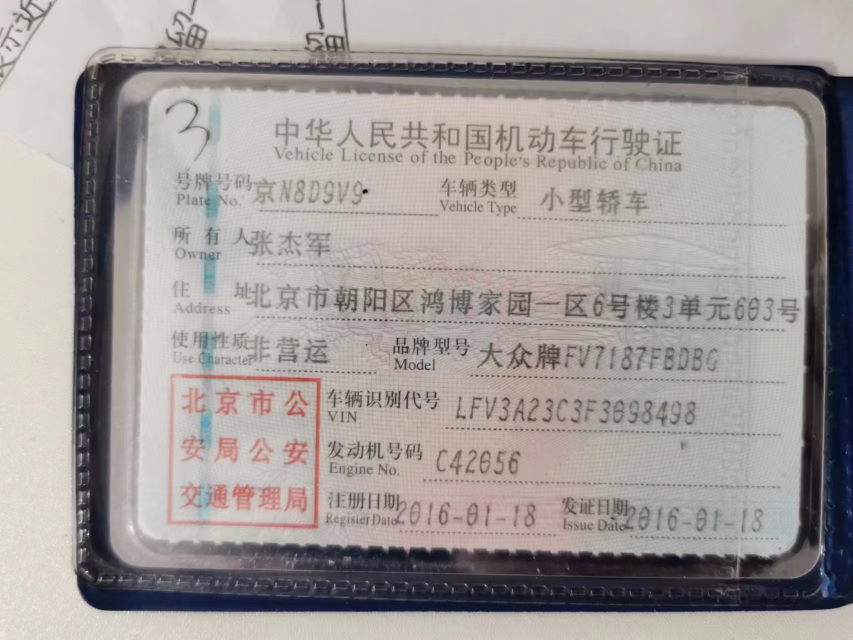 3
中华人民共和国机动车行驶证
Vehicle License of the People's Republic of China
号牌号码 京N8D9V9 车辆类型 小型轿车
Plate No. Vehicle Type
所有人 张杰军
Owner
住址 北京市朝阳区鸿博家园一区6号楼3单元603号
Address
使用性质 非营运 品牌型号 大众牌FV7187FBDBG
Use Character Model
北京市公
安局公安
交通管理局
车辆识别代号 LFV3A23C3F3098498
VIN
发动机号码 C42056
Engine No.
注册日期 2016-01-18 发证日期 2016-01-18
Register Date Issue Date